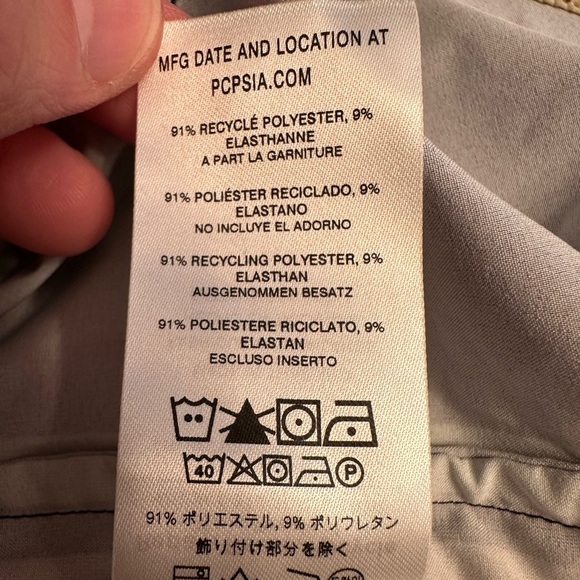 MFG DATE AND LOCATION AT
PCPSIA.COM
91% RECYCLÉ POLYESTER, 9%
ELASTHANNE
A PART LA GARNITURE
91% POLIÉSTER RECICLADO, 9%
ELASTANO
NO INCLUYE EL ADORNO
91% RECYCLING POLYESTER, 9%
ELASTHAN
AUSGENOMMEN BESATZ
91% POLIESTERE RICICLATO, 9%
ELASTAN
ESCLUSO INSERTO
40 P
91% ポリエステル, 9% ポリウレタン
飾り付け部分を除く